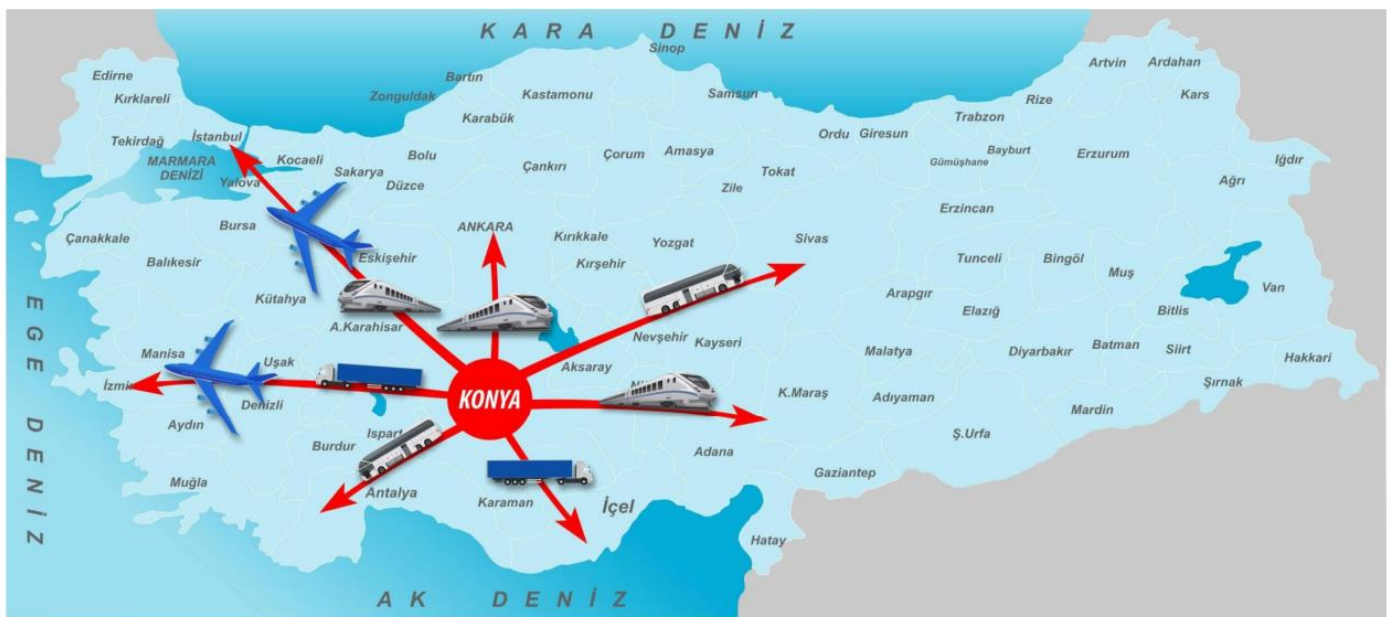 KARA DENİZ
Sinop
Artvin
Ardahan
Edirne
Bartın
Kırklareli
Zonguldak
Kastamonu
Samsun
Rize
Kars
Karabük
Trabzon
Tekirdağ
İstanbul
Ordu
Giresun
Bolu
Çorum
Amasya
Bayburt
Erzurum
Iğdır
MARMARA
DENİZİ
Kocaeli
Sakarya
Çankırı
Tokat
Gümüşhane
Yalova
Düzce
Zile
Ağrı
Erzincan
Bursa
ANKARA
Kırıkkale
Yozgat
Sivas
Çanakkale
Eskişehir
Balıkesir
Kırşehir
Tunceli
Bingöl
Muş
Van
Kütahya
Arapgır
Elazığ
Bitlis
A.Karahisar
Nevşehir
Kayseri
Manisa
Uşak
Aksaray
Malatya
Diyarbakır
Batman
Siirt
Hakkari
İzmir
KONYA
K.Maraş
Adıyaman
Şırnak
Denizli
Mardin
Aydın
Burdur
Ispart
Ş.Urfa
Adana
Gaziantep
Muğla
Antalya
Karaman
İçel
Hatay
EGE DENİZ
AK DENİZ